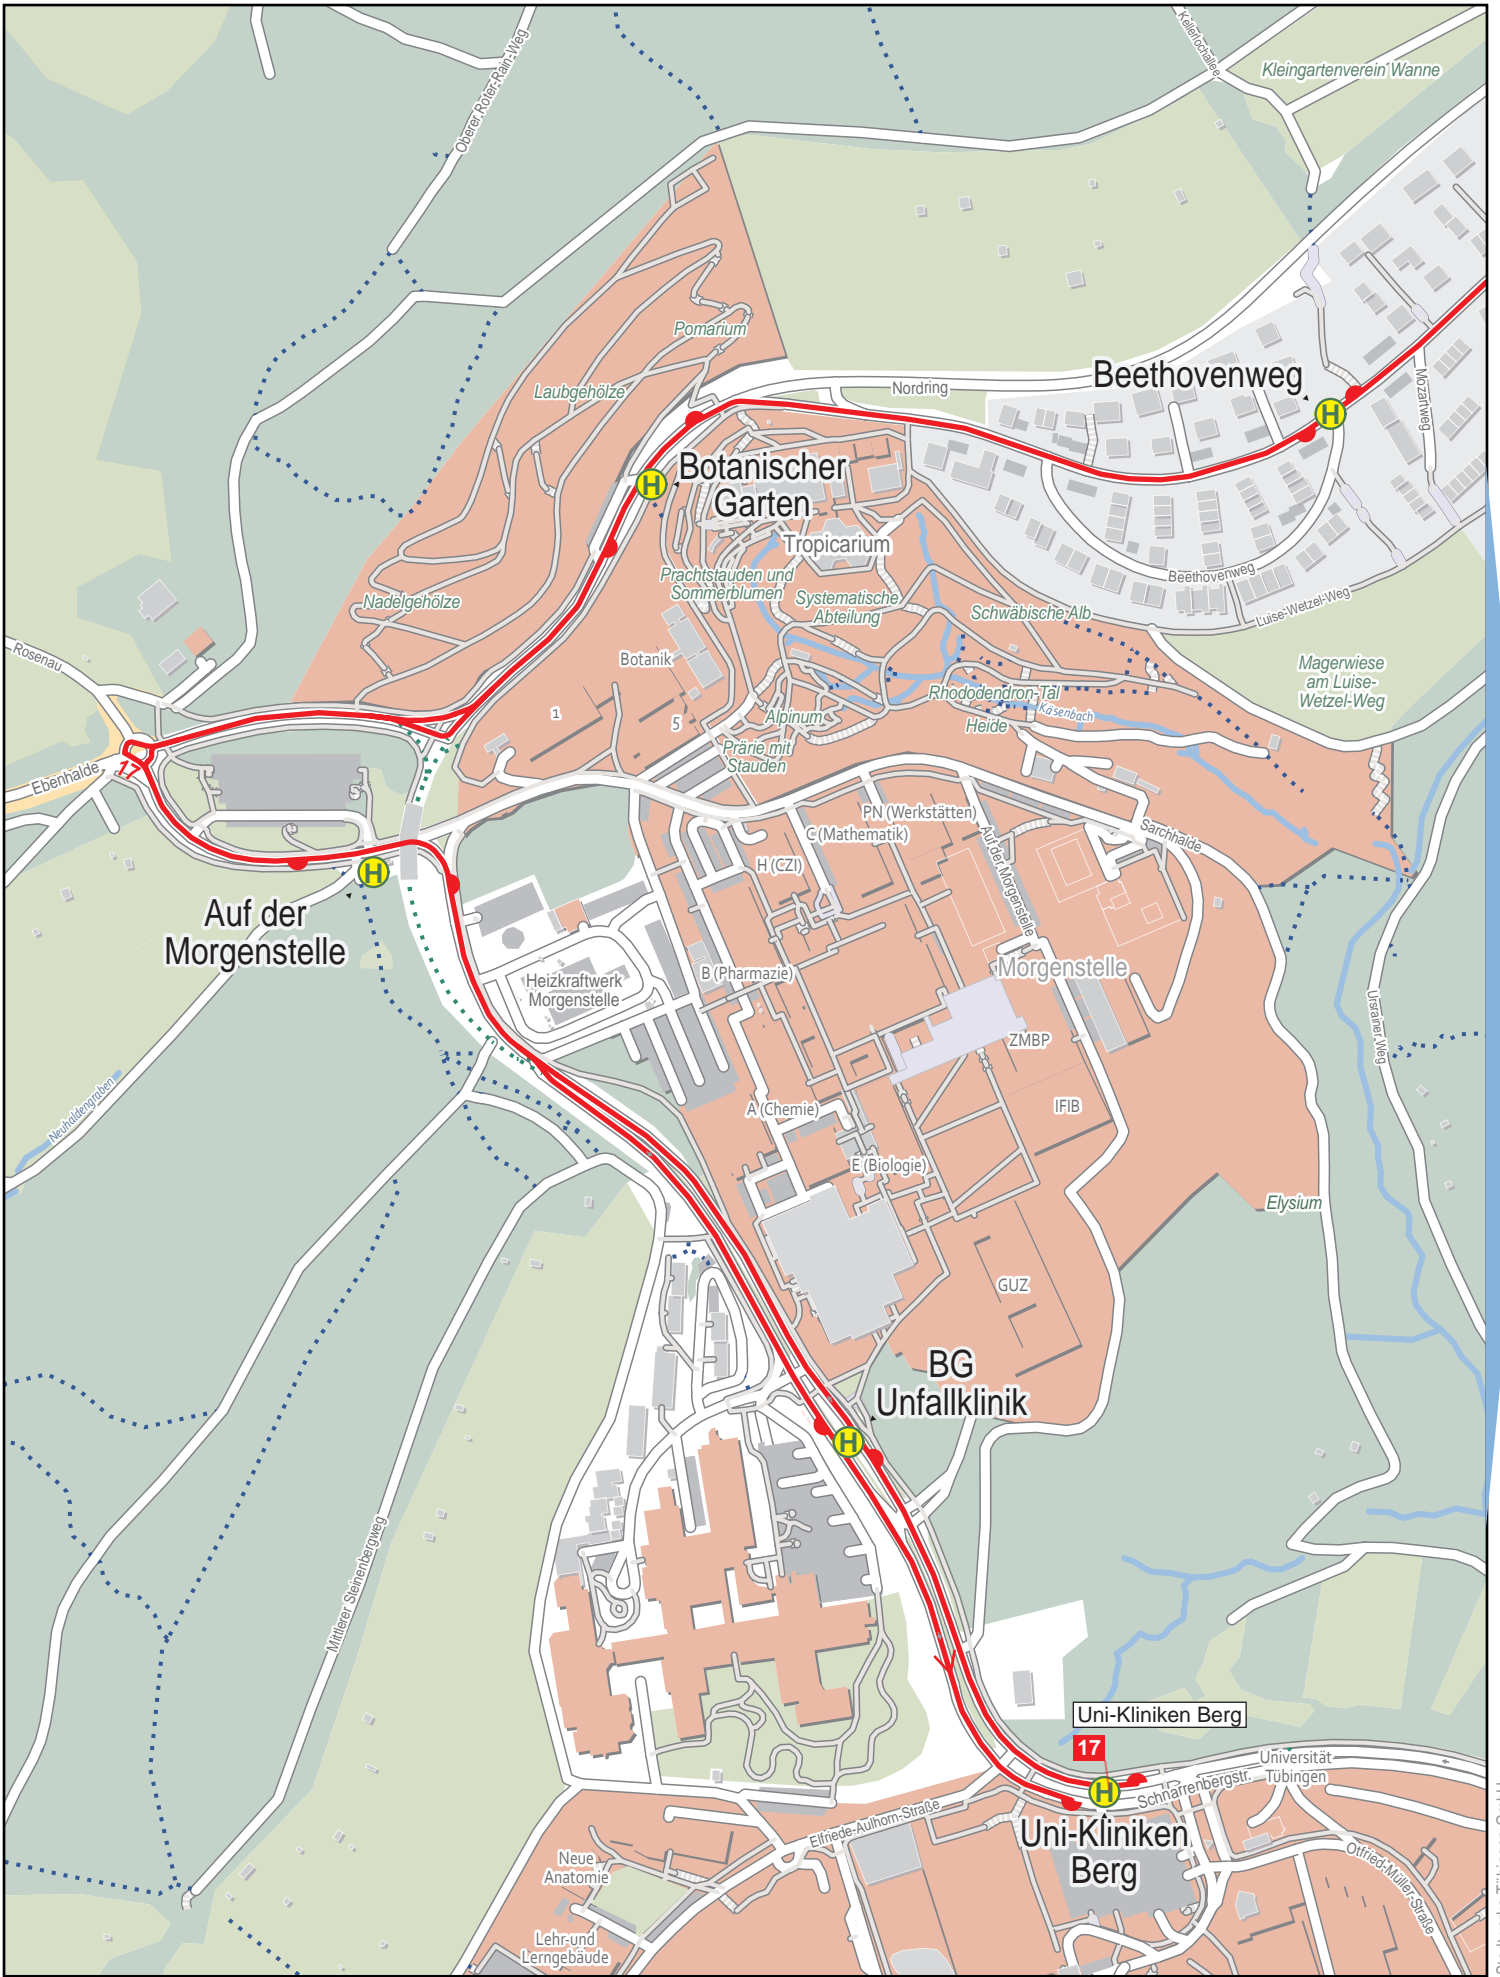 Kellerlochallee
Kleingartenverein Wanne
Oberer-Roter-Rain-Weg
Pomarium
Laubgehölze
Nordring
Beethovenweg
H
Mozartweg
Botanischer
Garten
H
Tropicarium
Prachtstauden und
Sommerblumen
Systematische
Abteilung
Schwäbische Alb
Beethovenweg
Luise-Wetzel-Weg
Nadelgehölze
Rosenau
Botanik
Magerwiese
am Luise-
Wetzel-Weg
Rhododendron-Tal
Käsenbach
Heide
1
5
Alpinum
Prärie mit
Stauden
17
Ebenhalde
PN (Werkstätten)
C (Mathematik)
Sarchhalde
H (CZI)
Auf der Morgenstelle
H
Auf der
Morgenstelle
B (Pharmazie)
Morgenstelle
Heizkraftwerk
Morgenstelle
Ursrainer Weg
ZMBP
Neuhaldengraben
A (Chemie)
IFIB
E (Biologie)
Elysium
GUZ
BG
Unfallklinik
H
Mittlerer Steinenbergweg
Uni-Kliniken Berg
17
H
Universität
Tübingen
Schnarrenbergstr.
Elfriede-Aulhorn-Straße
Uni-Kliniken
Berg
Otfried-Müller-Straße
Neue
Anatomie
Lehr-und
Lerngebäude